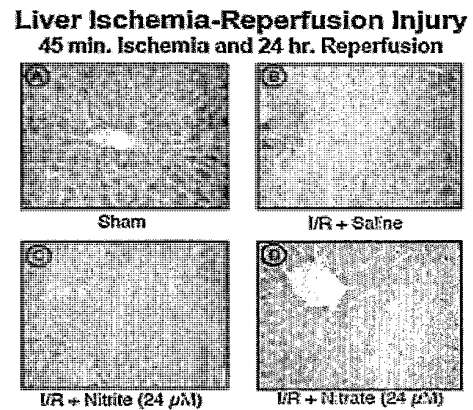 Liver Ischemia-Reperfusion Injury
45 min. Ischemia and 24 hr. Reperfusion
A
B
Sham
I/R + Saline
C
D
I/R + Nitrite (24 µM)
I/R + Nitrate (24 µM)